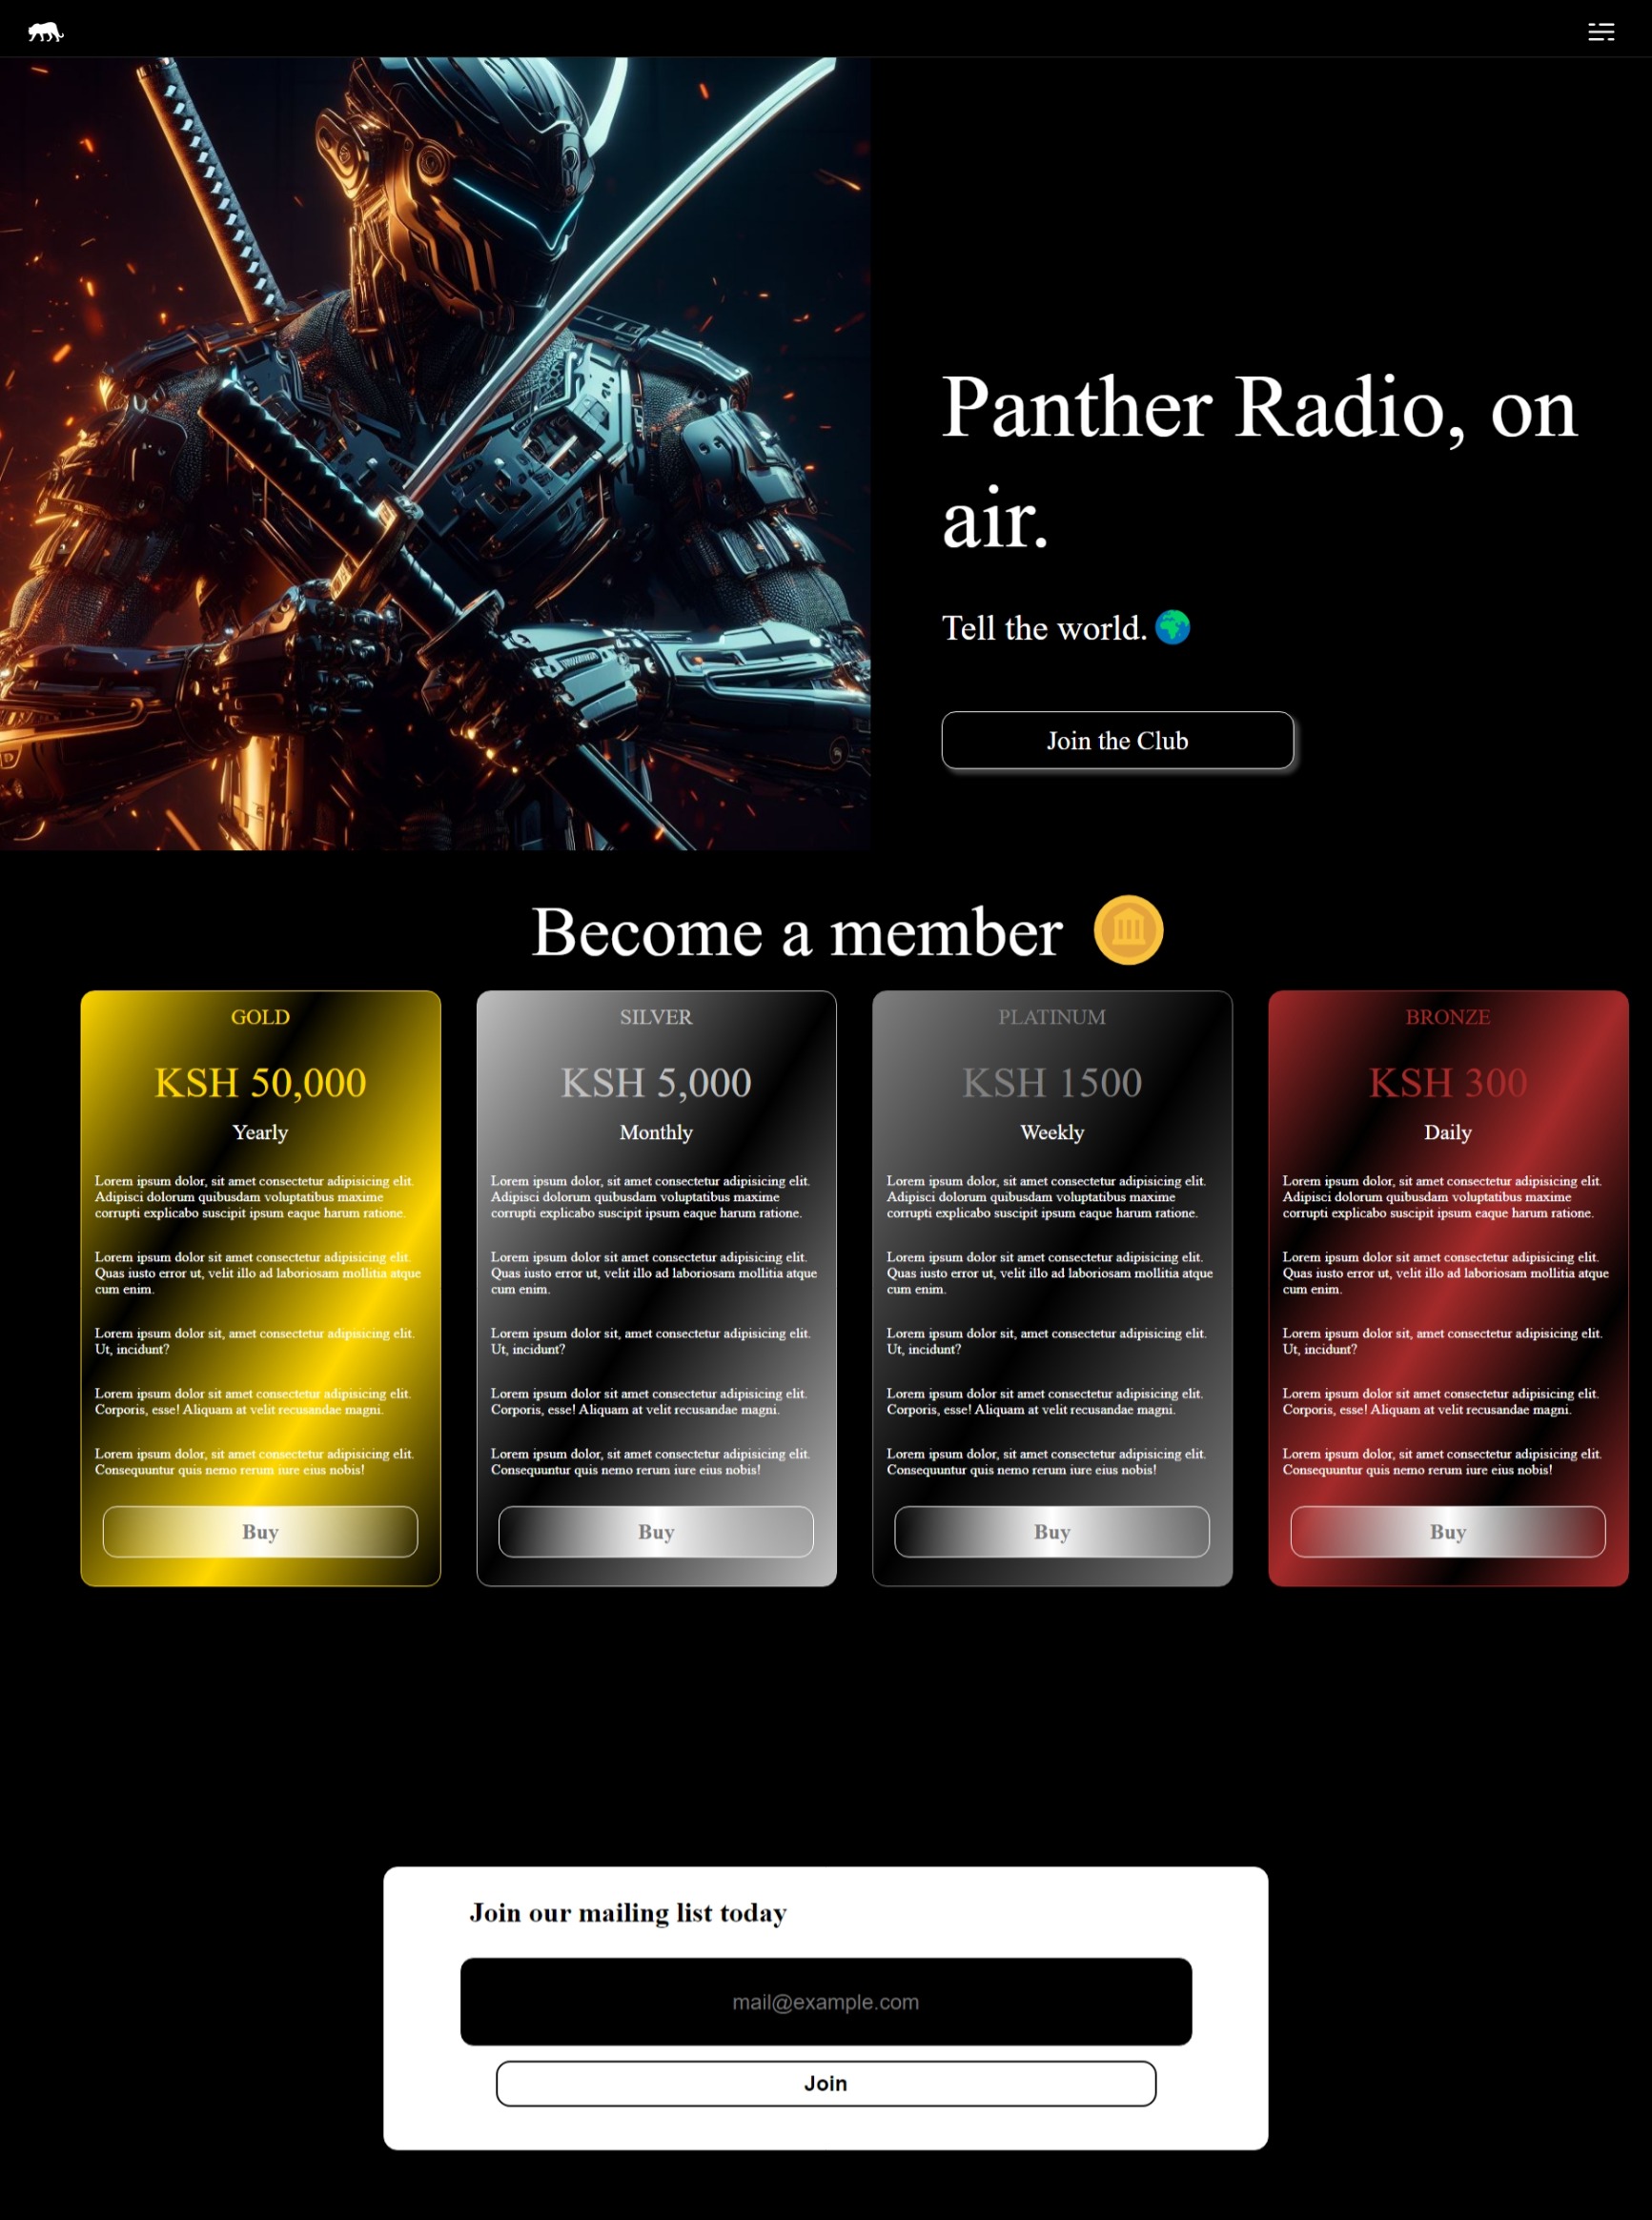 Panther Radio, on
air.
Tell the world.
Join the Club
Become a member
GOLD
KSH 50,000
Yearly
Lorem ipsum dolor, sit amet consectetur adipisicing elit.
Adipisci dolorum quibusdam voluptatibus maxime
corrupti explicabo suscipit ipsum eaque harum ratione.
Lorem ipsum dolor sit amet consectetur adipisicing elit.
Quas iusto error ut, velit illo ad laboriosam mollitia atque
cum enim.
Lorem ipsum dolor sit, amet consectetur adipisicing elit.
Ut, incidunt?
Lorem ipsum dolor sit amet consectetur adipisicing elit.
Corporis, esse! Aliquam at velit recusandae magni.
Lorem ipsum dolor, sit amet consectetur adipisicing elit.
Consequuntur quis nemo rerum iure eius nobis!
Buy
SILVER
KSH 5,000
Monthly
Lorem ipsum dolor, sit amet consectetur adipisicing elit.
Adipisci dolorum quibusdam voluptatibus maxime
corrupti explicabo suscipit ipsum eaque harum ratione.
Lorem ipsum dolor sit amet consectetur adipisicing elit.
Quas iusto error ut, velit illo ad laboriosam mollitia atque
cum enim.
Lorem ipsum dolor sit, amet consectetur adipisicing elit.
Ut, incidunt?
Lorem ipsum dolor sit amet consectetur adipisicing elit.
Corporis, esse! Aliquam at velit recusandae magni.
Lorem ipsum dolor, sit amet consectetur adipisicing elit.
Consequuntur quis nemo rerum iure eius nobis!
Buy
PLATINUM
KSH 1500
Weekly
Lorem ipsum dolor, sit amet consectetur adipisicing elit.
Adipisci dolorum quibusdam voluptatibus maxime
corrupti explicabo suscipit ipsum eaque harum ratione.
Lorem ipsum dolor sit amet consectetur adipisicing elit.
Quas iusto error ut, velit illo ad laboriosam mollitia atque
cum enim.
Lorem ipsum dolor sit, amet consectetur adipisicing elit.
Ut, incidunt?
Lorem ipsum dolor sit amet consectetur adipisicing elit.
Corporis, esse! Aliquam at velit recusandae magni.
Lorem ipsum dolor, sit amet consectetur adipisicing elit.
Consequuntur quis nemo rerum iure eius nobis!
Buy
BRONZE
KSH 300
Daily
Lorem ipsum dolor, sit amet consectetur adipisicing elit.
Adipisci dolorum quibusdam voluptatibus maxime
corrupti explicabo suscipit ipsum eaque harum ratione.
Lorem ipsum dolor sit amet consectetur adipisicing elit.
Quas iusto error ut, velit illo ad laboriosam mollitia atque
cum enim.
Lorem ipsum dolor sit, amet consectetur adipisicing elit.
Ut, incidunt?
Lorem ipsum dolor sit amet consectetur adipisicing elit.
Corporis, esse! Aliquam at velit recusandae magni.
Lorem ipsum dolor, sit amet consectetur adipisicing elit.
Consequuntur quis nemo rerum iure eius nobis!
Buy
Join our mailing list today
mail@example.com
Join